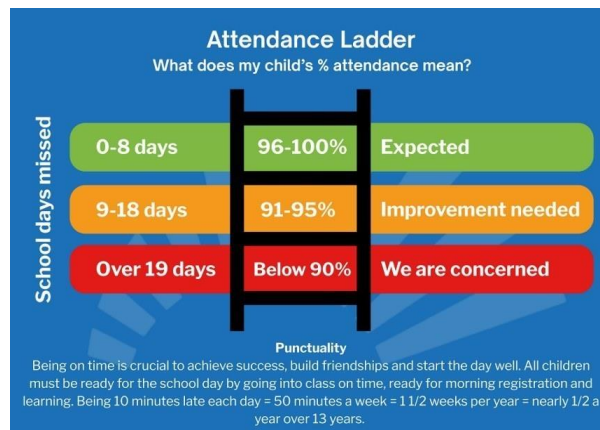 Attendance Ladder
What does my child's % attendance mean?
School days missed
0-8 days 96-100% Expected
9-18 days 91-95% Improvement needed
Over 19 days Below 90% We are concerned
Punctuality
Being on time is crucial to achieve success, build friendships and start the day well. All children
must be ready for the school day by going into class on time, ready for morning registration and
learning. Being 10 minutes late each day = 50 minutes a week = 1 1/2 weeks per year = nearly 1/2 a
year over 13 years.